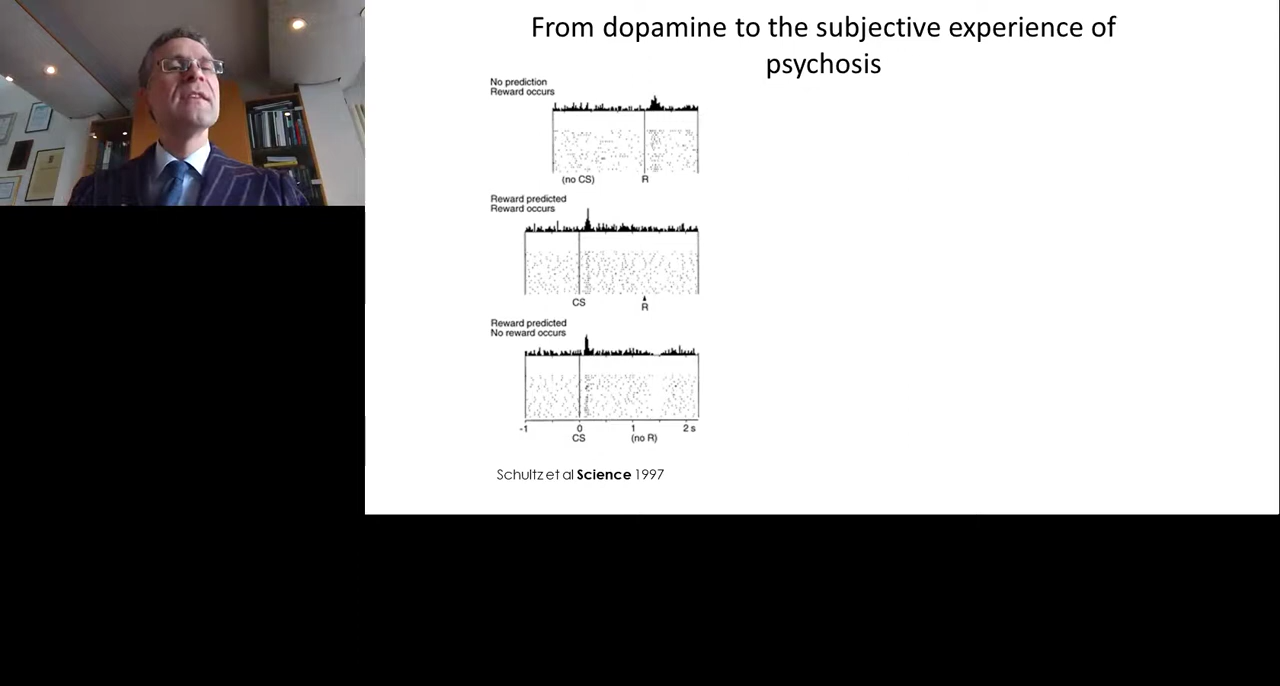 From dopamine to the subjective experience of
psychosis
No prediction
Reward occurs
(no CS)
R
Reward predicted
Reward occurs
CS
R
Reward predicted
No reward occurs
-1
0
1
2 s
CS
(no R)
Schultz et al Science 1997